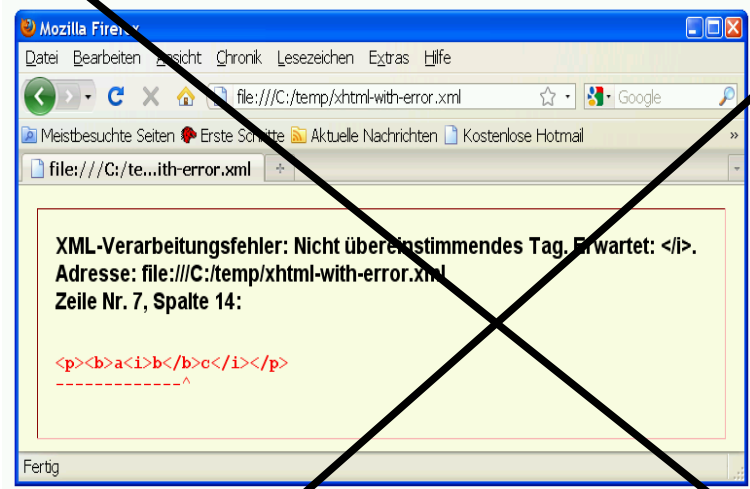 Mozilla Firefox
Datei Bearbeiten Ansicht Chronik Lesezeichen Extras Hilfe
file:///C:/temp/xhtml-with-error.xml Google
Meistbesuchte Seiten Erste Schritte Aktuelle Nachrichten Kostenlose Hotmail »
file:///C:/te...ith-error.xml
XML-Verarbeitungsfehler: Nicht übereinstimmendes Tag. Erwartet: </i>.
Adresse: file:///C:/temp/xhtml-with-error.xml
Zeile Nr. 7, Spalte 14:
<p><b>a<i>b</b>c</i></p>
-------------^
Fertig